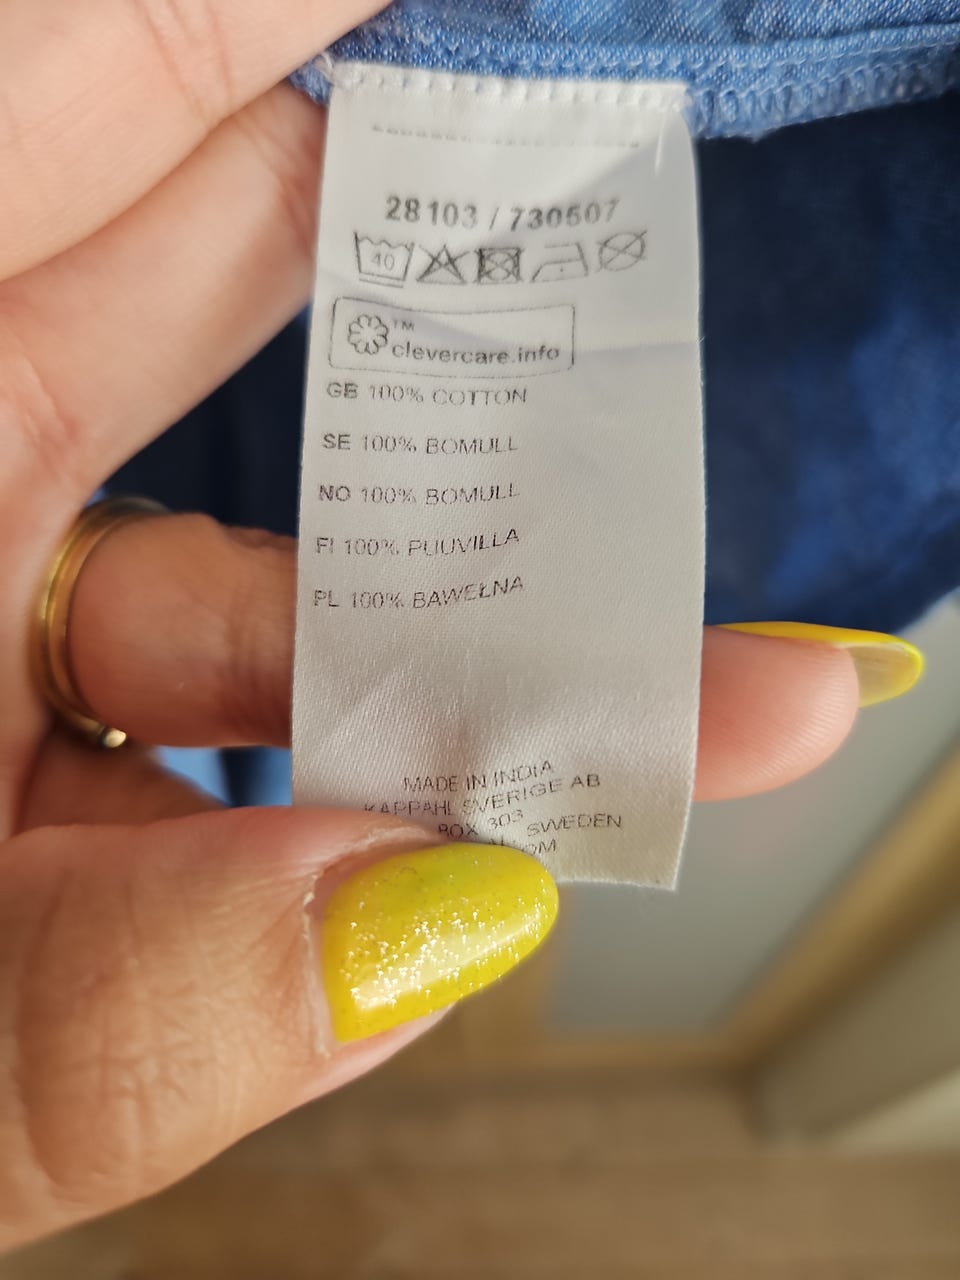 28103 / 730507
40
TM
clevercare.info
GB 100% COTTON
SE 100% BOMULL
NO 100% BOMULL
FI 100% PUUVILLA
PL 100% BAWEŁNA
MADE IN INDIA
KAPPAHL SVERIGE AB
BOX 303
SWEDEN